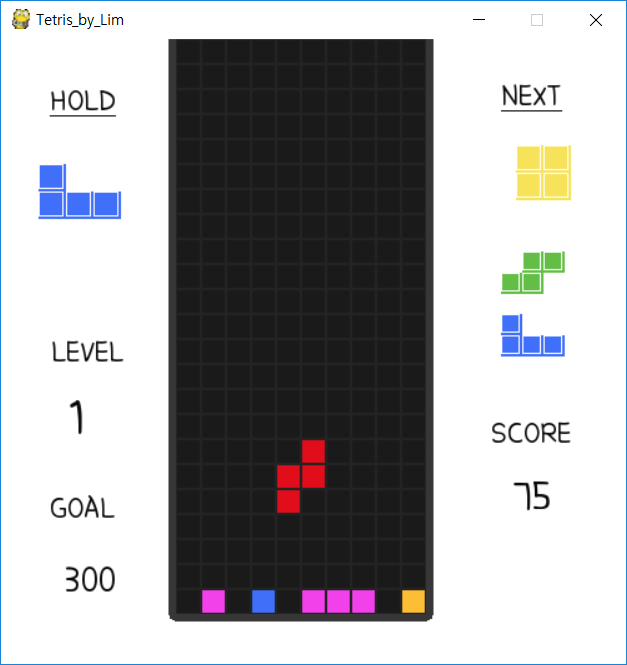 Tetris_by_Lim
HOLD
NEXT
LEVEL
1
SCORE
75
GOAL
300